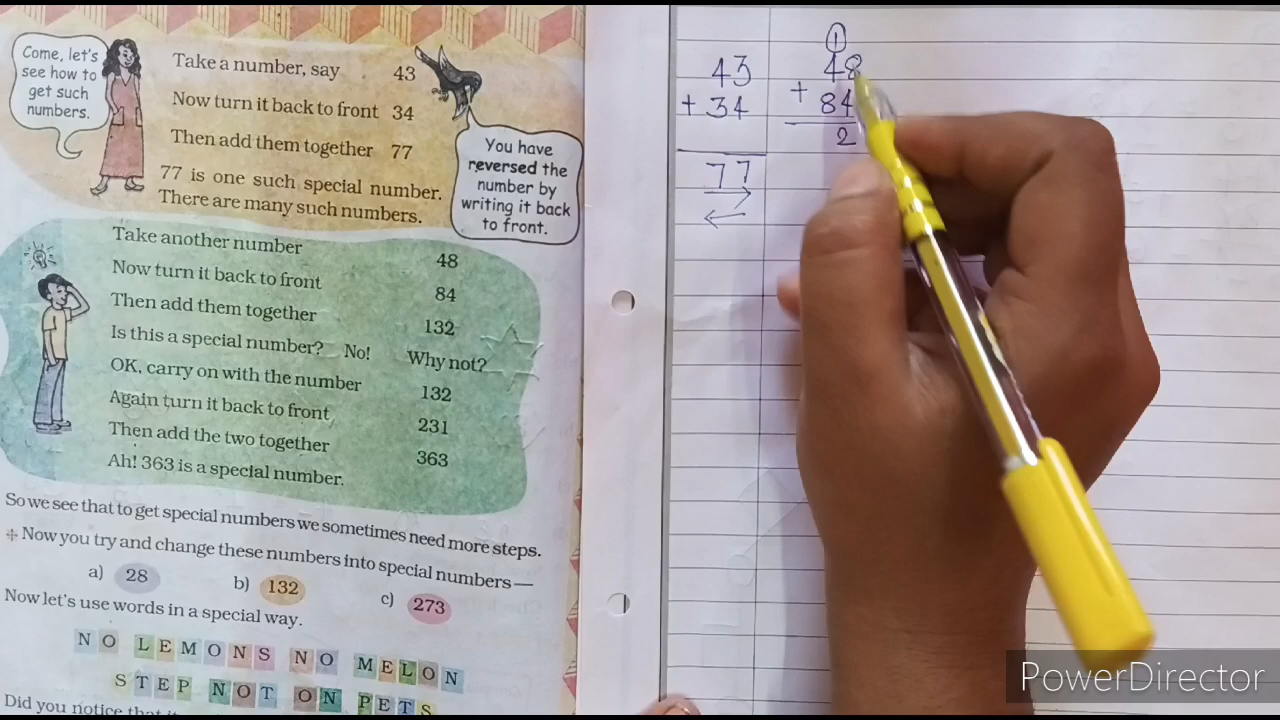 Come, let's
see how to
get such
numbers.
Take a number, say 43
Now turn it back to front 34
Then add them together 77
77 is one such special number.
There are many such numbers.
You have
reversed the
number by
writing it back
to front.
Take another number 48
Now turn it back to front 84
Then add them together 132
Is this a special number? No! Why not?
OK, carry on with the number 132
Again turn it back to front 231
Then add the two together 363
Ah! 363 is a special number.
So we see that to get special numbers we sometimes need more steps.
Now you try and change these numbers into special numbers—
a) 28 b) 132 c) 273
Now let's use words in a special way.
NO LEMONS NO MELON
STEP NOT ON PETS
Did you notice that
43
+ 34
77
1
48
+ 84
2
PowerDirector